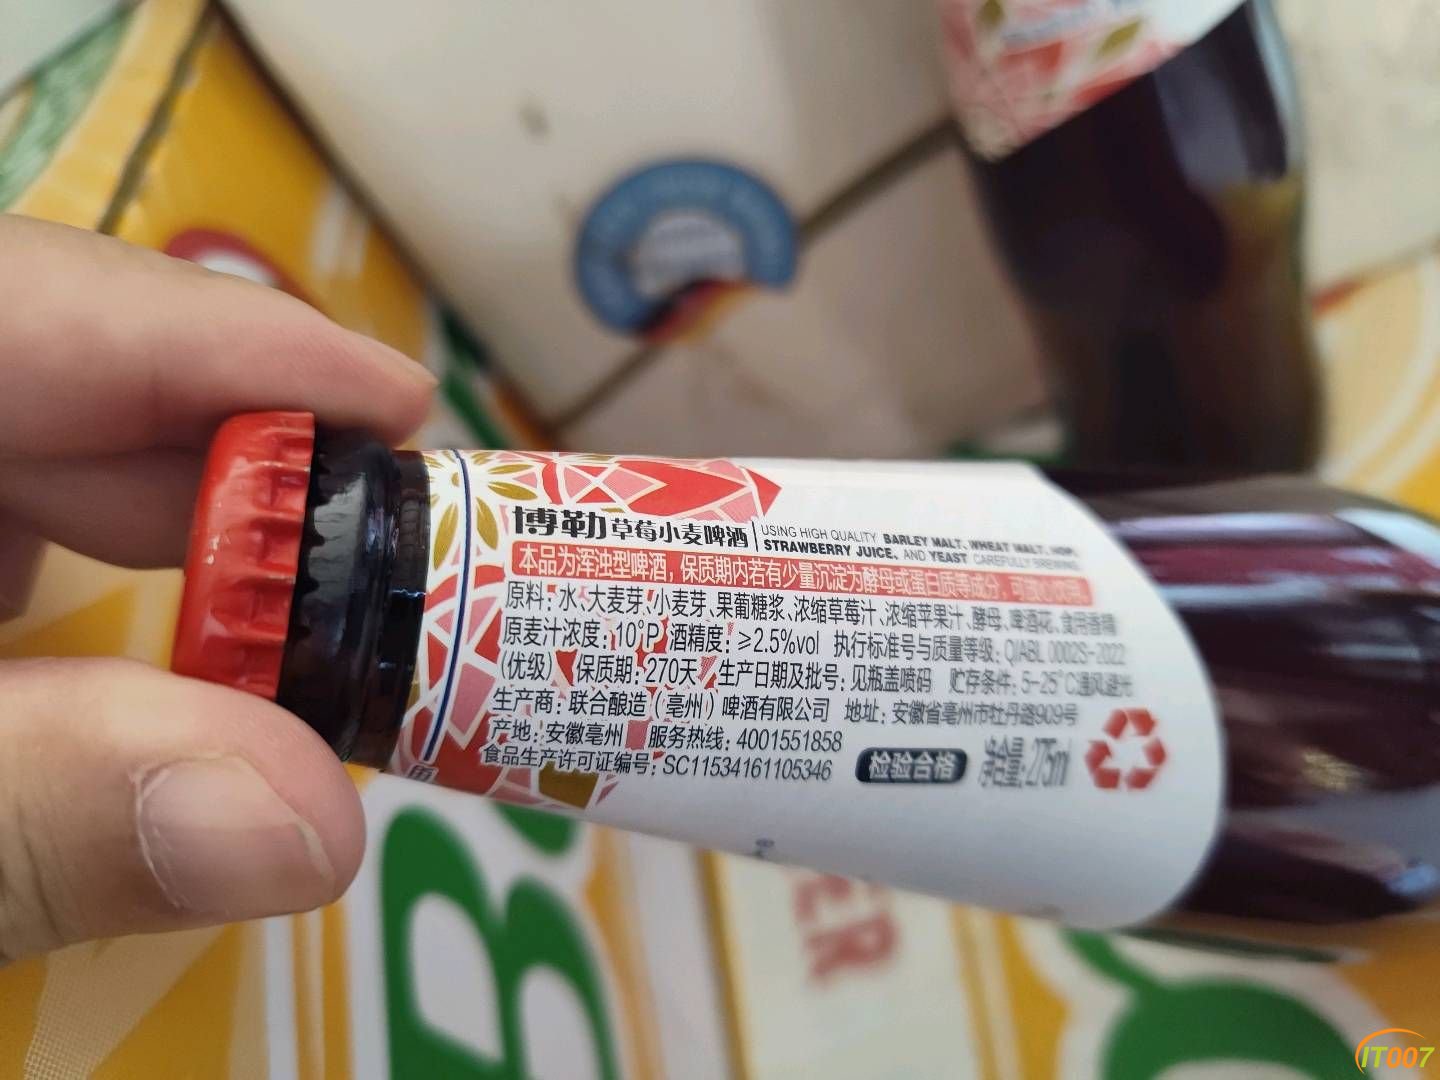 博勒草莓小麦啤酒
USING HIGH QUALITY BARLEY MALT, WHEAT MALT, HOP,
STRAWBERRY JUICE, AND YEAST CAREFULLY BREWING
本品为浑浊型啤酒，保质期内若有少量沉淀为酵母或蛋白质等成分，可放心饮用
原料：水、大麦芽、小麦芽、果葡糖浆、浓缩草莓汁、浓缩苹果汁、酵母、啤酒花、食用香精
原麦汁浓度：10°P 酒精度：≥2.5%vol 执行标准号与质量等级：Q/ABL 0002S-2022
(优级) 保质期：270天 生产日期及批号：见瓶盖喷码 贮存条件：5-25°C通风避光
生产商：联合酿造（亳州）啤酒有限公司 地址：安徽省亳州市牡丹路909号
产地：安徽亳州 服务热线：4001551858
食品生产许可证编号：SC11534161105346 检验合格 净含量：275ml
ER
B
IT007